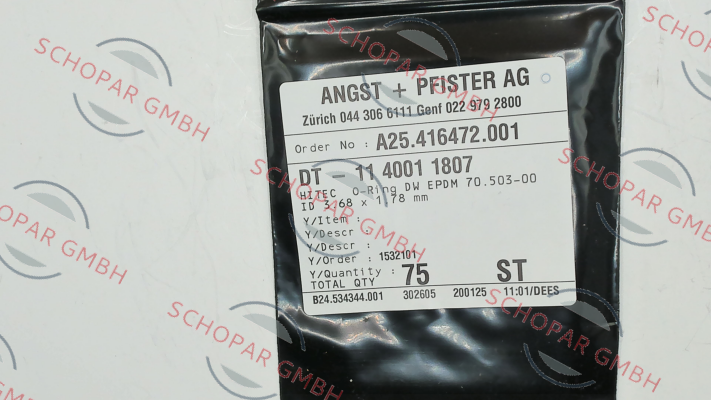 ANGST + PFISTER AG
Zürich 044 306 6111 Genf 022 979 2800
Order No : A25.416472.001
DT - 11 4001 1807
HITEC O-Ring DW EPDM 70.503-00
ID 3,68 x 1,78 mm
Y/Item :
Y/Descr :
Y/Descr :
Y/Order : 1532101
Y/Quantity : 75 ST
TOTAL QTY
B24.534344.001 302605 200125 11:01/DEES
SCHOPAR GMBH
SCHOPAR GMBH
SCHOPAR GMBH
SCHOPAR GMBH
SCHOPAR GMBH
SCHOPAR GMBH